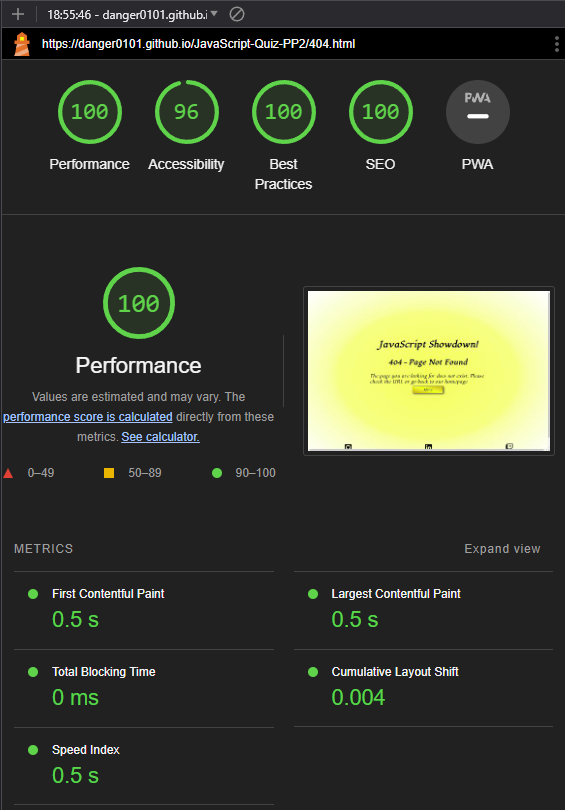 18:55:46 - danger0101.github.i
https://danger0101.github.io/JavaScript-Quiz-PP2/404.html
100
96
100
100
PWA
Performance
Accessibility
Best
Practices
SEO
PWA
100
Performance
Values are estimated and may vary. The
performance score is calculated directly from these
metrics. See calculator.
0–49
50–89
90–100
JavaScript Showdown!
404 - Page Not Found
The page you are looking for does not exist. Please
check the URL or go back to our homepage
METRICS
Expand view
First Contentful Paint
0.5 s
Largest Contentful Paint
0.5 s
Total Blocking Time
0 ms
Cumulative Layout Shift
0.004
Speed Index
0.5 s